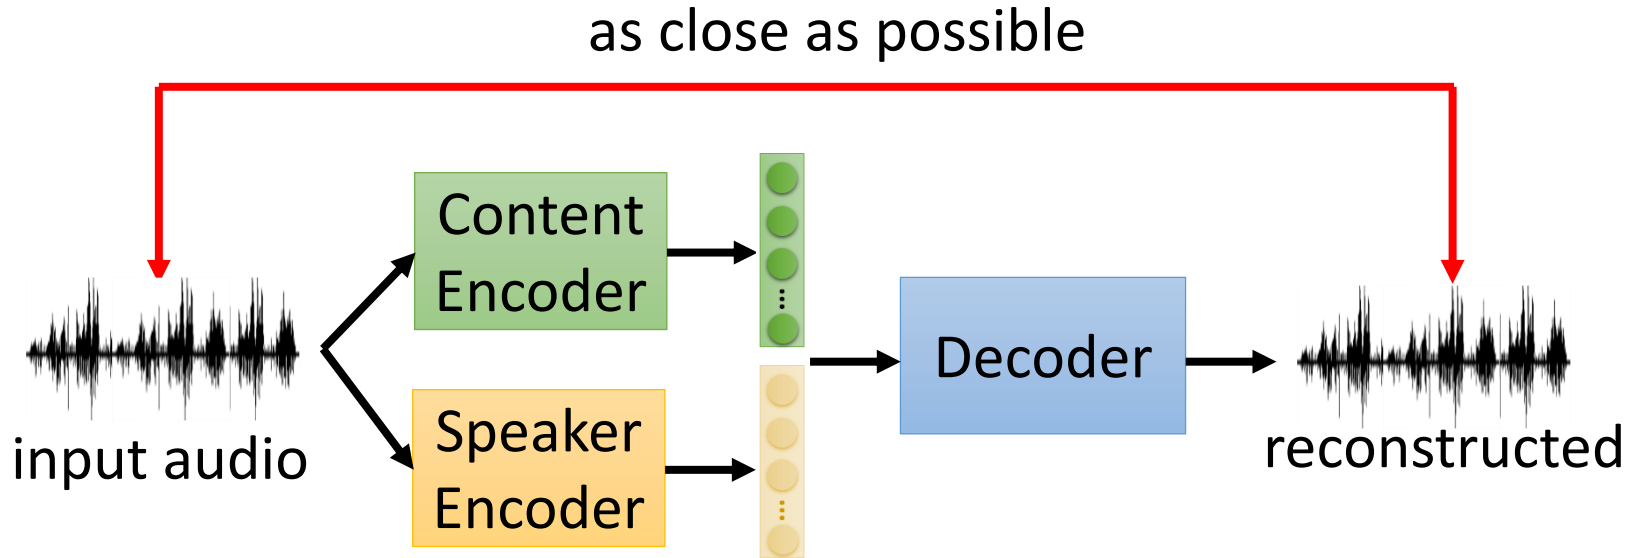 as close as possible
Content
Encoder
Speaker
Encoder
Decoder
input audio
reconstructed